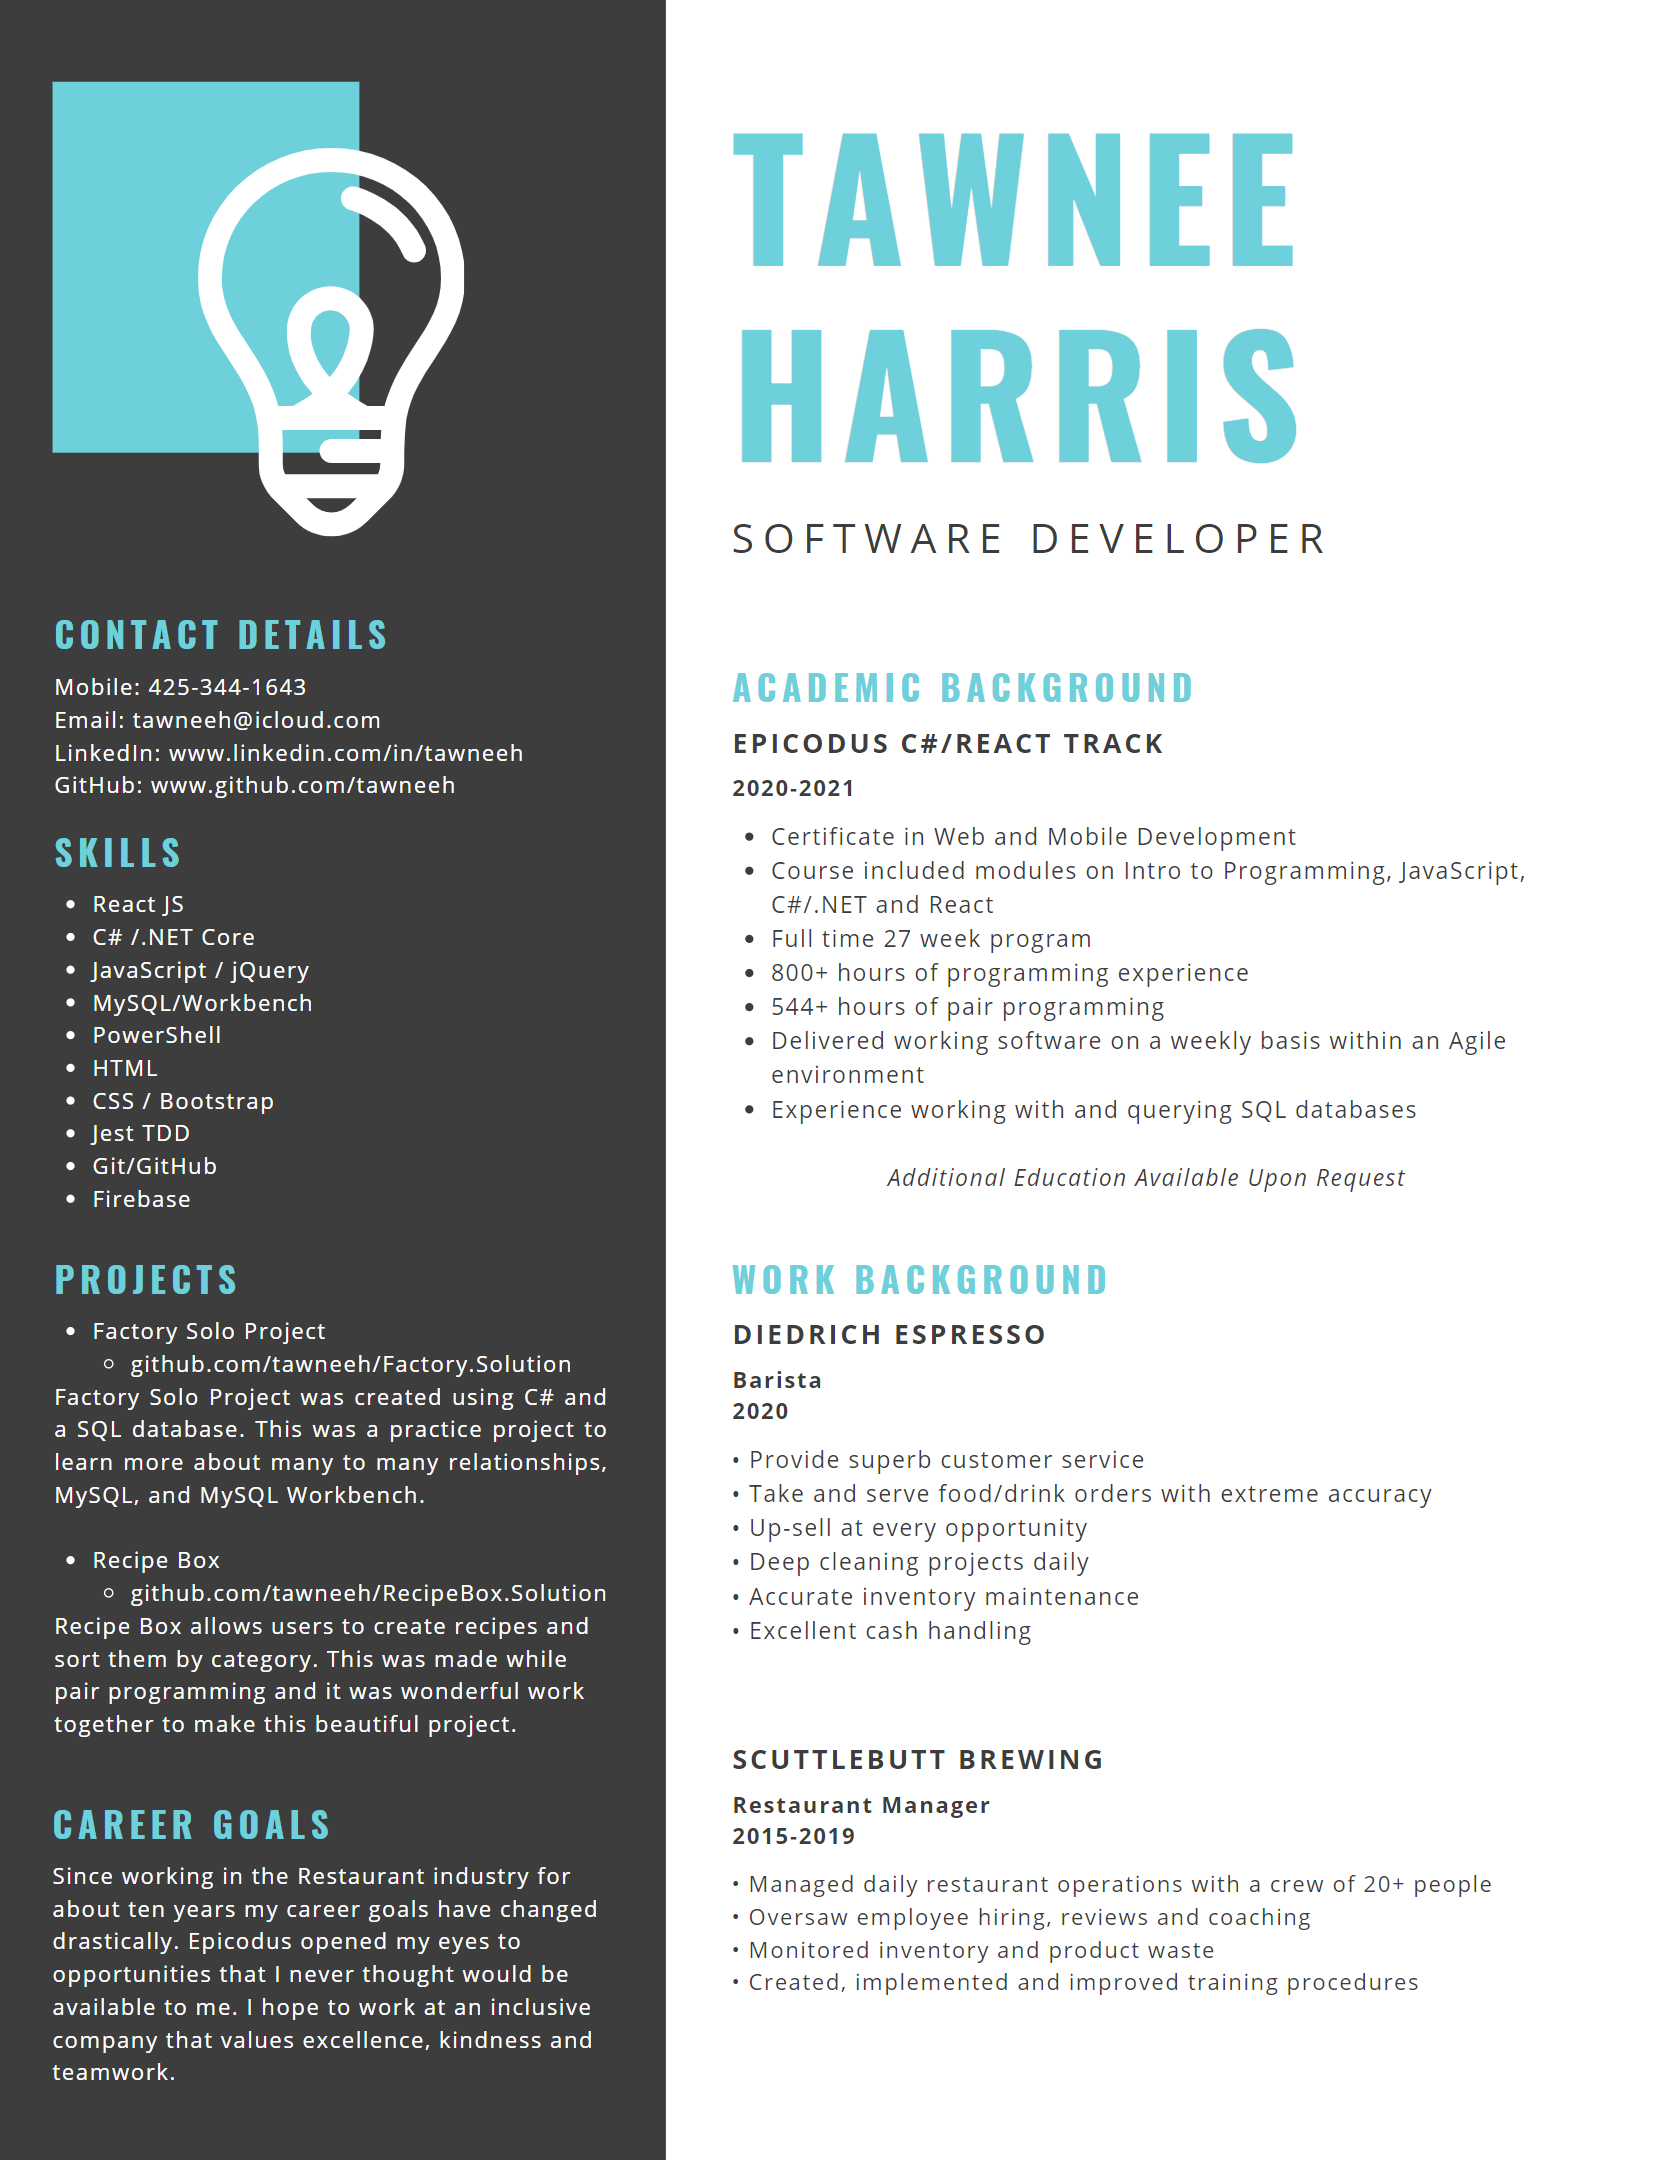 TAWNEE
HARRIS
SOFTWARE DEVELOPER
CONTACT DETAILS
Mobile: 425-344-1643
Email: tawneeh@icloud.com
LinkedIn: www.linkedin.com/in/tawneeh
GitHub: www.github.com/tawneeh
SKILLS
• React JS
• C# /.NET Core
• JavaScript / jQuery
• MySQL/Workbench
• PowerShell
• HTML
• CSS / Bootstrap
• Jest TDD
• Git/GitHub
• Firebase
PROJECTS
• Factory Solo Project
◦ github.com/tawneeh/Factory.Solution
Factory Solo Project was created using C# and
a SQL database. This was a practice project to
learn more about many to many relationships,
MySQL, and MySQL Workbench.
• Recipe Box
◦ github.com/tawneeh/RecipeBox.Solution
Recipe Box allows users to create recipes and
sort them by category. This was made while
pair programming and it was wonderful work
together to make this beautiful project.
CAREER GOALS
Since working in the Restaurant industry for
about ten years my career goals have changed
drastically. Epicodus opened my eyes to
opportunities that I never thought would be
available to me. I hope to work at an inclusive
company that values excellence, kindness and
teamwork.
ACADEMIC BACKGROUND
EPICODUS C#/REACT TRACK
2020-2021
• Certificate in Web and Mobile Development
• Course included modules on Intro to Programming, JavaScript,
C#/.NET and React
• Full time 27 week program
• 800+ hours of programming experience
• 544+ hours of pair programming
• Delivered working software on a weekly basis within an Agile
environment
• Experience working with and querying SQL databases
Additional Education Available Upon Request
WORK BACKGROUND
DIEDRICH ESPRESSO
Barista
2020
• Provide superb customer service
• Take and serve food/drink orders with extreme accuracy
• Up-sell at every opportunity
• Deep cleaning projects daily
• Accurate inventory maintenance
• Excellent cash handling
SCUTTLEBUTT BREWING
Restaurant Manager
2015-2019
• Managed daily restaurant operations with a crew of 20+ people
• Oversaw employee hiring, reviews and coaching
• Monitored inventory and product waste
• Created, implemented and improved training procedures